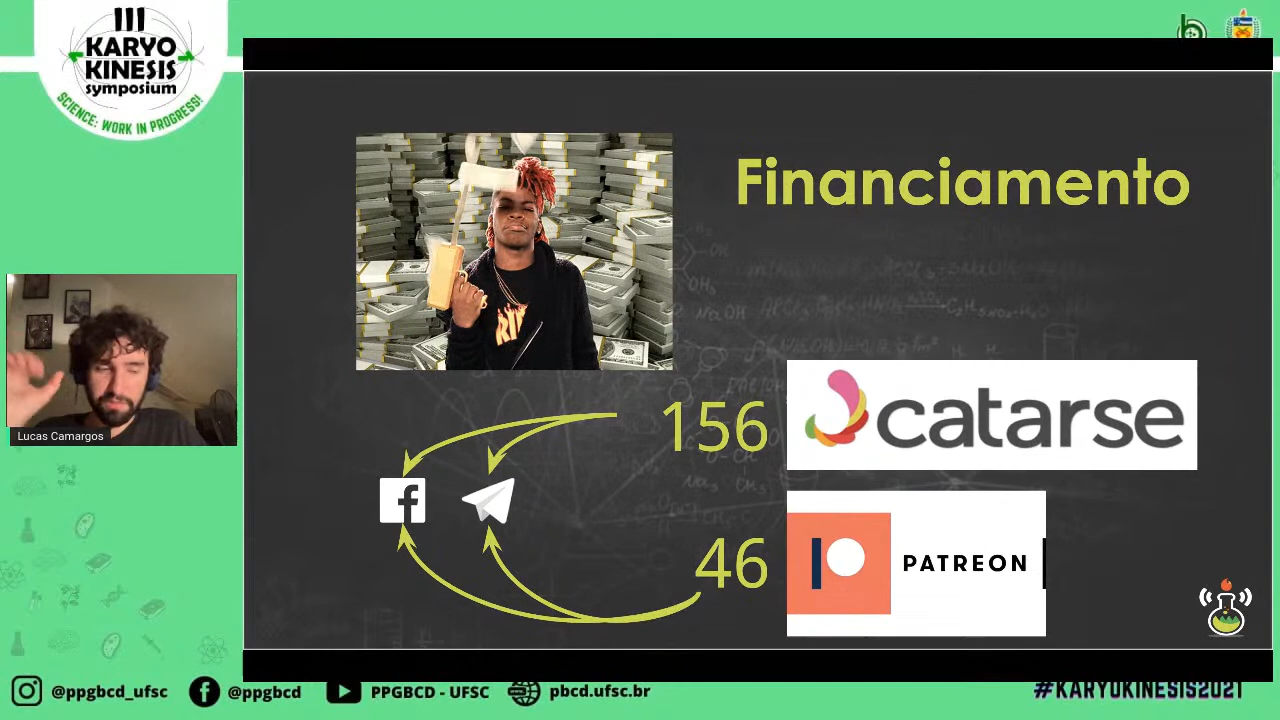 III
KARYO
KINESIS
symposium
SCIENCE: WORK IN PROGRESS!
Financiamento
156
catarse
46
PATREON
Lucas Camargos
@ppgbcd_ufsc
@ppgbcd
PPGBCD - UFSC
pbcd.ufsc.br
#KARYOKINESIS2021